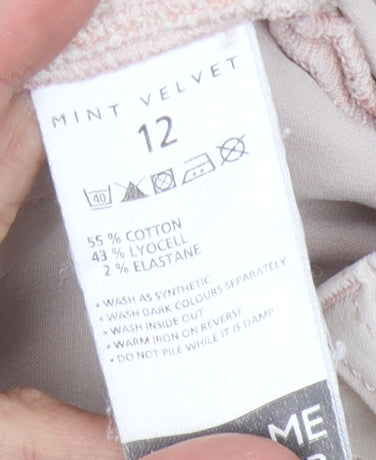 MINT VELVET
12
40
55 % COTTON
43 % LYOCELL
2 % ELASTANE
• WASH AS SYNTHETIC
• WASH DARK COLOURS SEPARATELY
• WASH INSIDE OUT
• WARM IRON ON REVERSE
• DO NOT PILE WHILE IT IS DAMP
ME